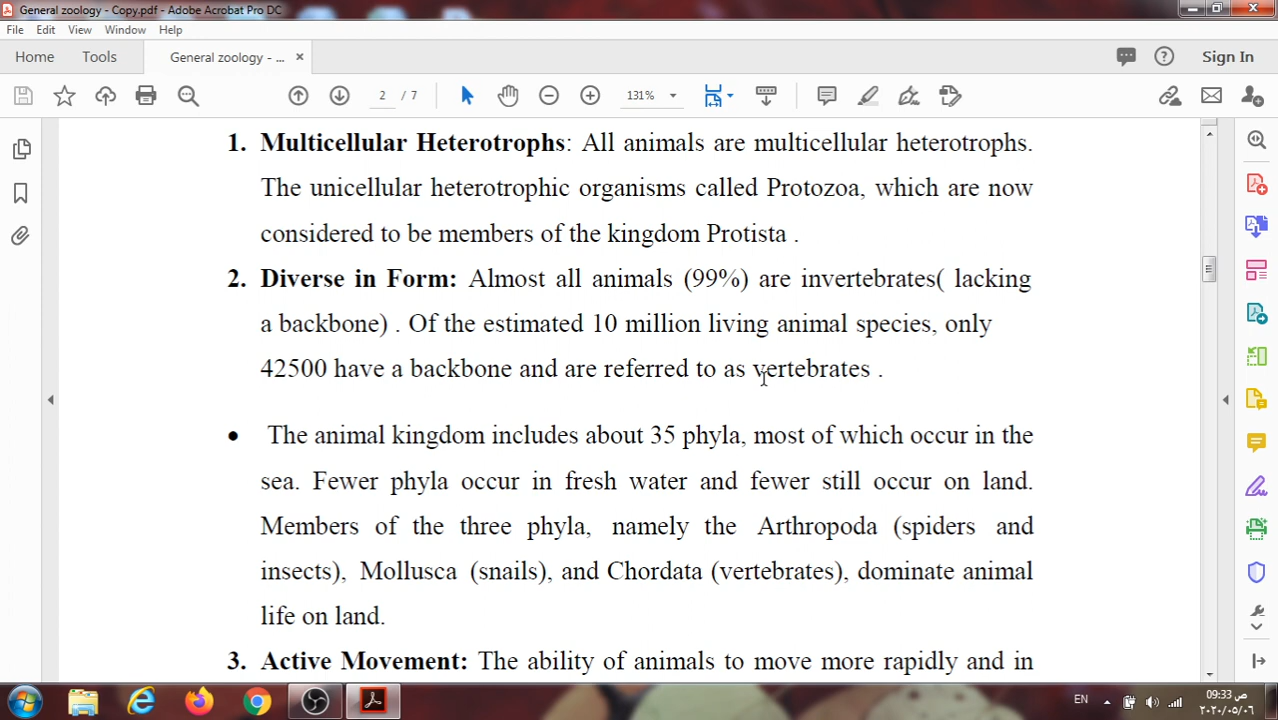 General zoology - Copy.pdf - Adobe Acrobat Pro DC
File Edit View Window Help
Home Tools General zoology - ... × Sign In
2 / 7 131%
1. Multicellular Heterotrophs: All animals are multicellular heterotrophs.
The unicellular heterotrophic organisms called Protozoa, which are now
considered to be members of the kingdom Protista .
2. Diverse in Form: Almost all animals (99%) are invertebrates( lacking
a backbone) . Of the estimated 10 million living animal species, only
42500 have a backbone and are referred to as vertebrates .
• The animal kingdom includes about 35 phyla, most of which occur in the
sea. Fewer phyla occur in fresh water and fewer still occur on land.
Members of the three phyla, namely the Arthropoda (spiders and
insects), Mollusca (snails), and Chordata (vertebrates), dominate animal
life on land.
3. Active Movement: The ability of animals to move more rapidly and in
EN
09:33 ص
٢٠٢٠/٠٥/٠٦